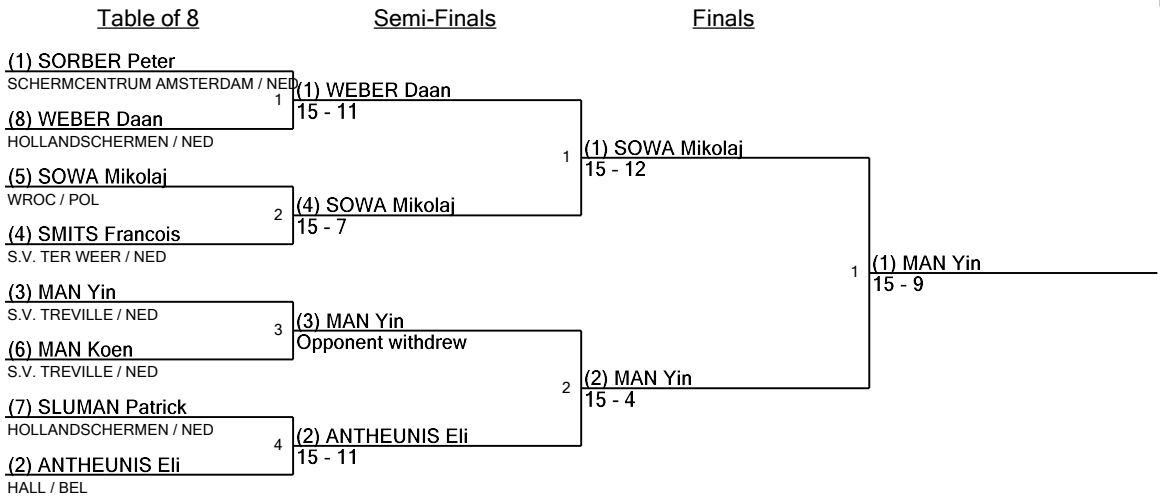 Table of 8
Semi-Finals
Finals
(1) SORBER Peter
SCHERMCENTRUM AMSTERDAM / NED
1
(1) WEBER Daan
15 - 11
(8) WEBER Daan
HOLLANDSCHERMEN / NED
1
(1) SOWA Mikolaj
15 - 12
(5) SOWA Mikolaj
WROC / POL
2
(4) SOWA Mikolaj
15 - 7
(4) SMITS Francois
S.V. TER WEER / NED
1
(1) MAN Yin
15 - 9
(3) MAN Yin
S.V. TREVILLE / NED
3
(3) MAN Yin
Opponent withdrew
(6) MAN Koen
S.V. TREVILLE / NED
2
(2) MAN Yin
15 - 4
(7) SLUMAN Patrick
HOLLANDSCHERMEN / NED
4
(2) ANTHEUNIS Eli
15 - 11
(2) ANTHEUNIS Eli
HALL / BEL